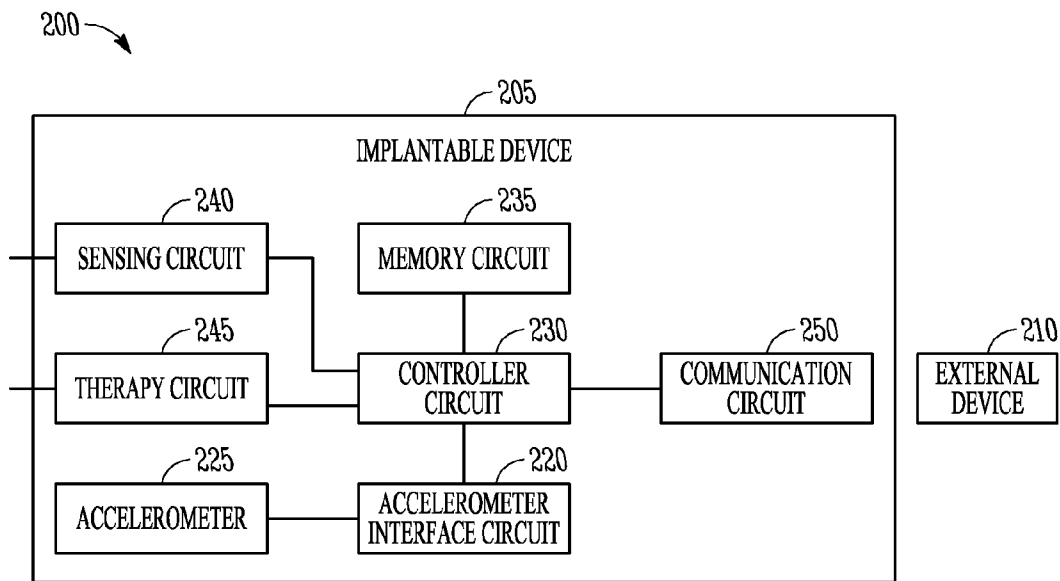 200
205
IMPLANTABLE DEVICE
240
235
SENSING CIRCUIT
MEMORY CIRCUIT
245
230
250
210
THERAPY CIRCUIT
CONTROLLER
CIRCUIT
COMMUNICATION
CIRCUIT
EXTERNAL
DEVICE
225
220
ACCELEROMETER
ACCELEROMETER
INTERFACE CIRCUIT